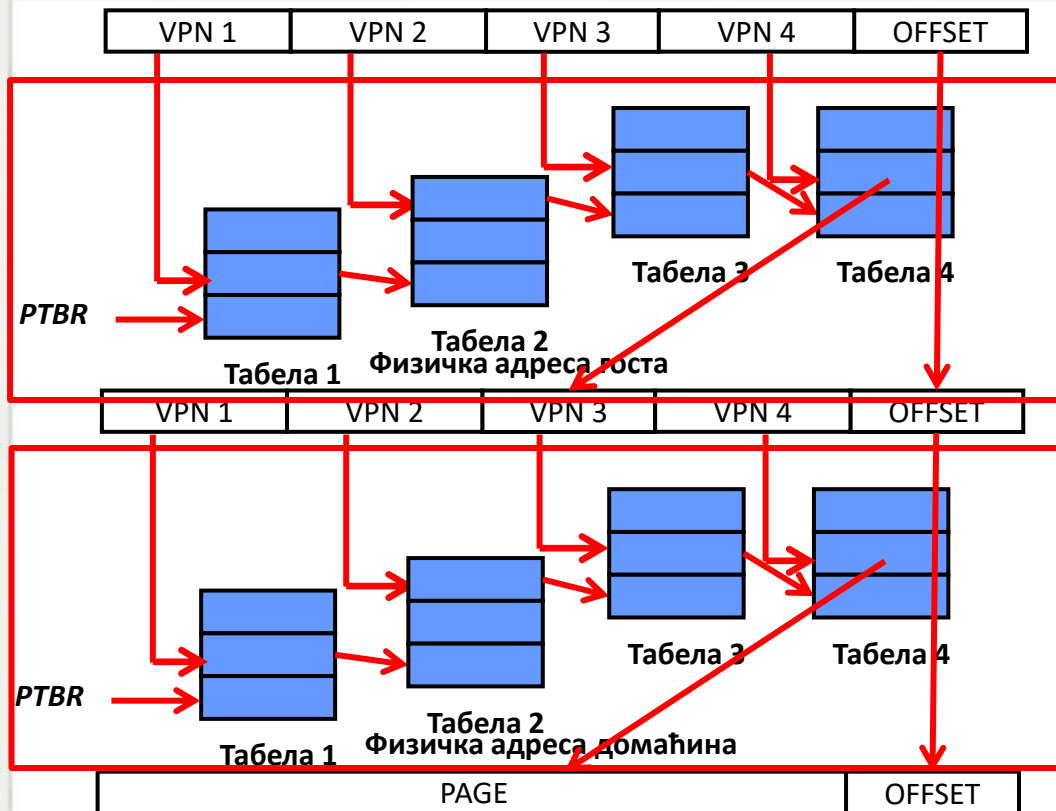 VPN 1 VPN 2 VPN 3 VPN 4 OFFSET
PTBR
Табела 1
Табела 2
Табела 3
Табела 4
Физичка адреса госта
VPN 1 VPN 2 VPN 3 VPN 4 OFFSET
PTBR
Табела 1
Табела 2
Табела 3
Табела 4
Физичка адреса домаћина
PAGE OFFSET